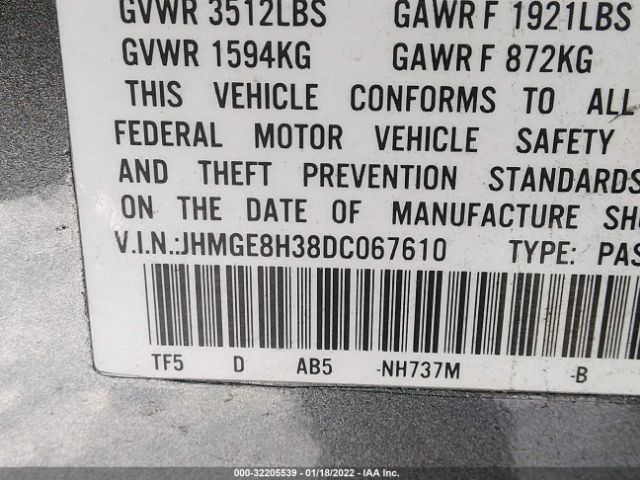 GVWR 3512LBS GAWR F 1921LBS
GVWR 1594KG GAWR F 872KG
THIS VEHICLE CONFORMS TO ALL
FEDERAL MOTOR VEHICLE SAFETY
AND THEFT PREVENTION STANDARDS
ON THE DATE OF MANUFACTURE SH
V.I.N.:JHMGE8H38DC067610 TYPE: PAS
TF5 D AB5 -NH737M -B
000-32205539 - 01/18/2022 - IAA Inc.